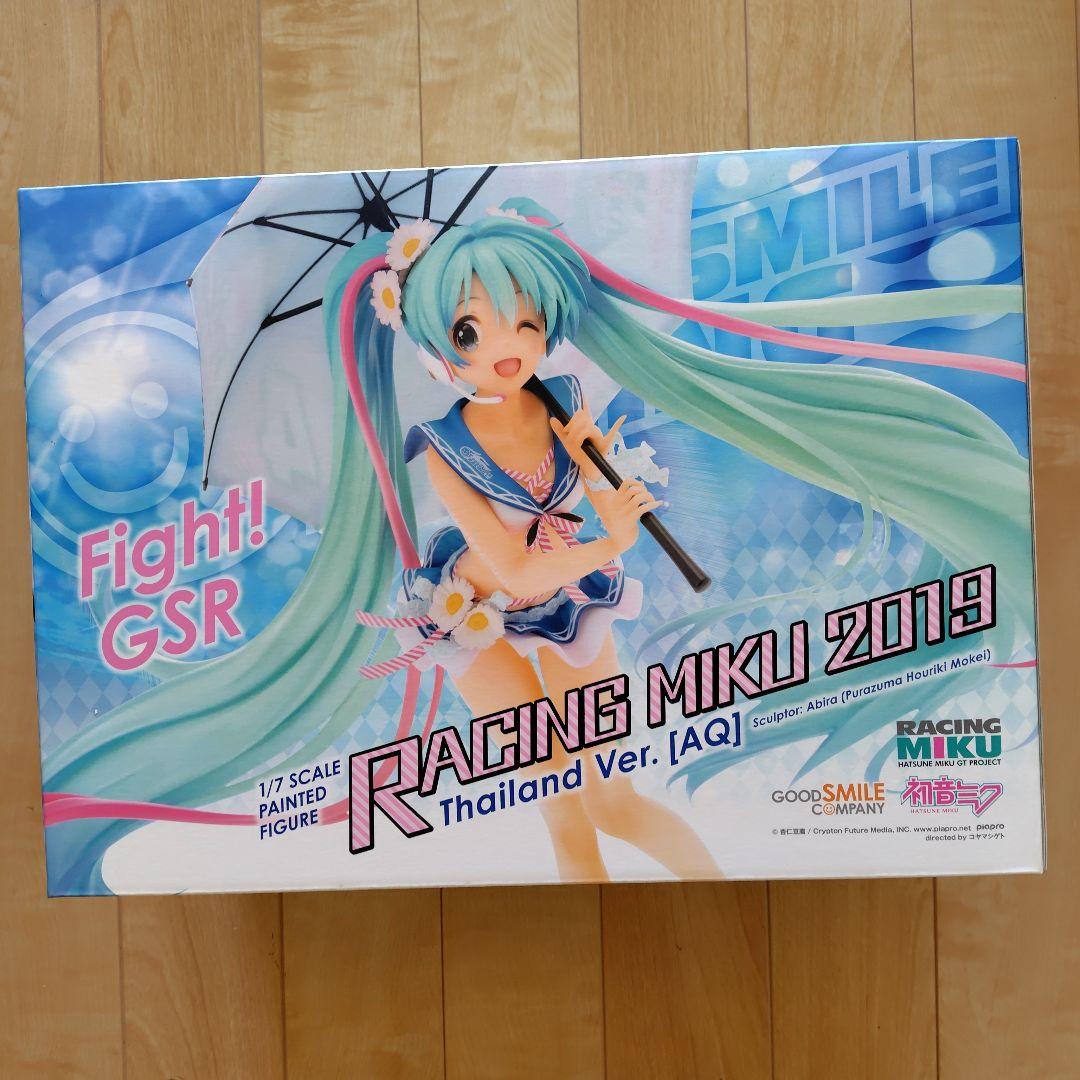 SMILE
Fight!
GSR
1/7 SCALE
PAINTED
FIGURE
RACING MIKU 2019
Thailand Ver. [AQ]
Sculptor: Abira (Purazuma Houriki Mokei)
RACING
MIKU
HATSUNE MIKU GT PROJECT
GOODSMILE
COMPANY
初音ミク
HATSUNE MIKU
© 杏仁豆腐 / Crypton Future Media, INC. www.piapro.net piapro
directed by コヤマシゲト